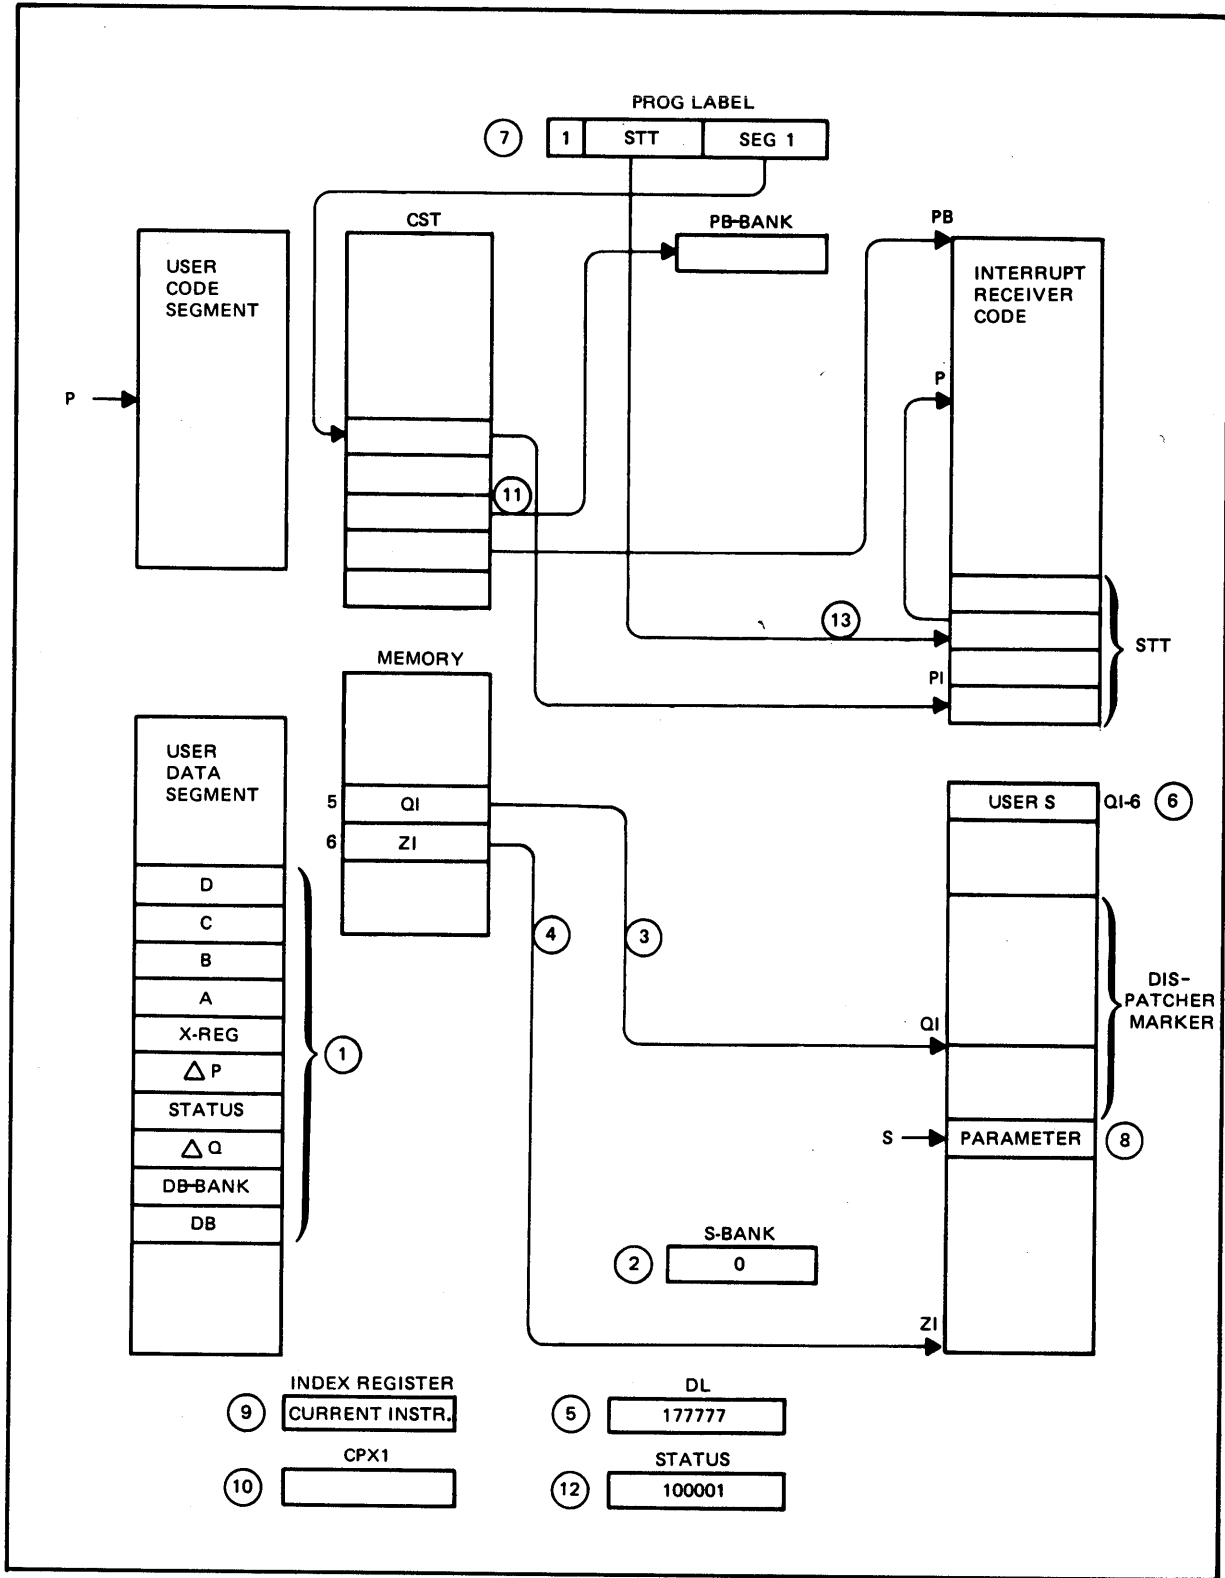 PROG LABEL
7 1 STT SEG 1
CST
PB-BANK
PB
USER
CODE
SEGMENT
INTERRUPT
RECEIVER
CODE
P
P
11
13
STT
PI
MEMORY
USER
DATA
SEGMENT
5 QI
6 ZI
USER S QI-6 6
D
C
B
A
X-REG
△ P
STATUS
△ Q
DB-BANK
DB
1
4
3
DIS-
PATCHER
MARKER
QI
S PARAMETER 8
S-BANK
2 0
ZI
INDEX REGISTER
9 CURRENT INSTR.
DL
5 177777
CPX1
10
STATUS
12 100001